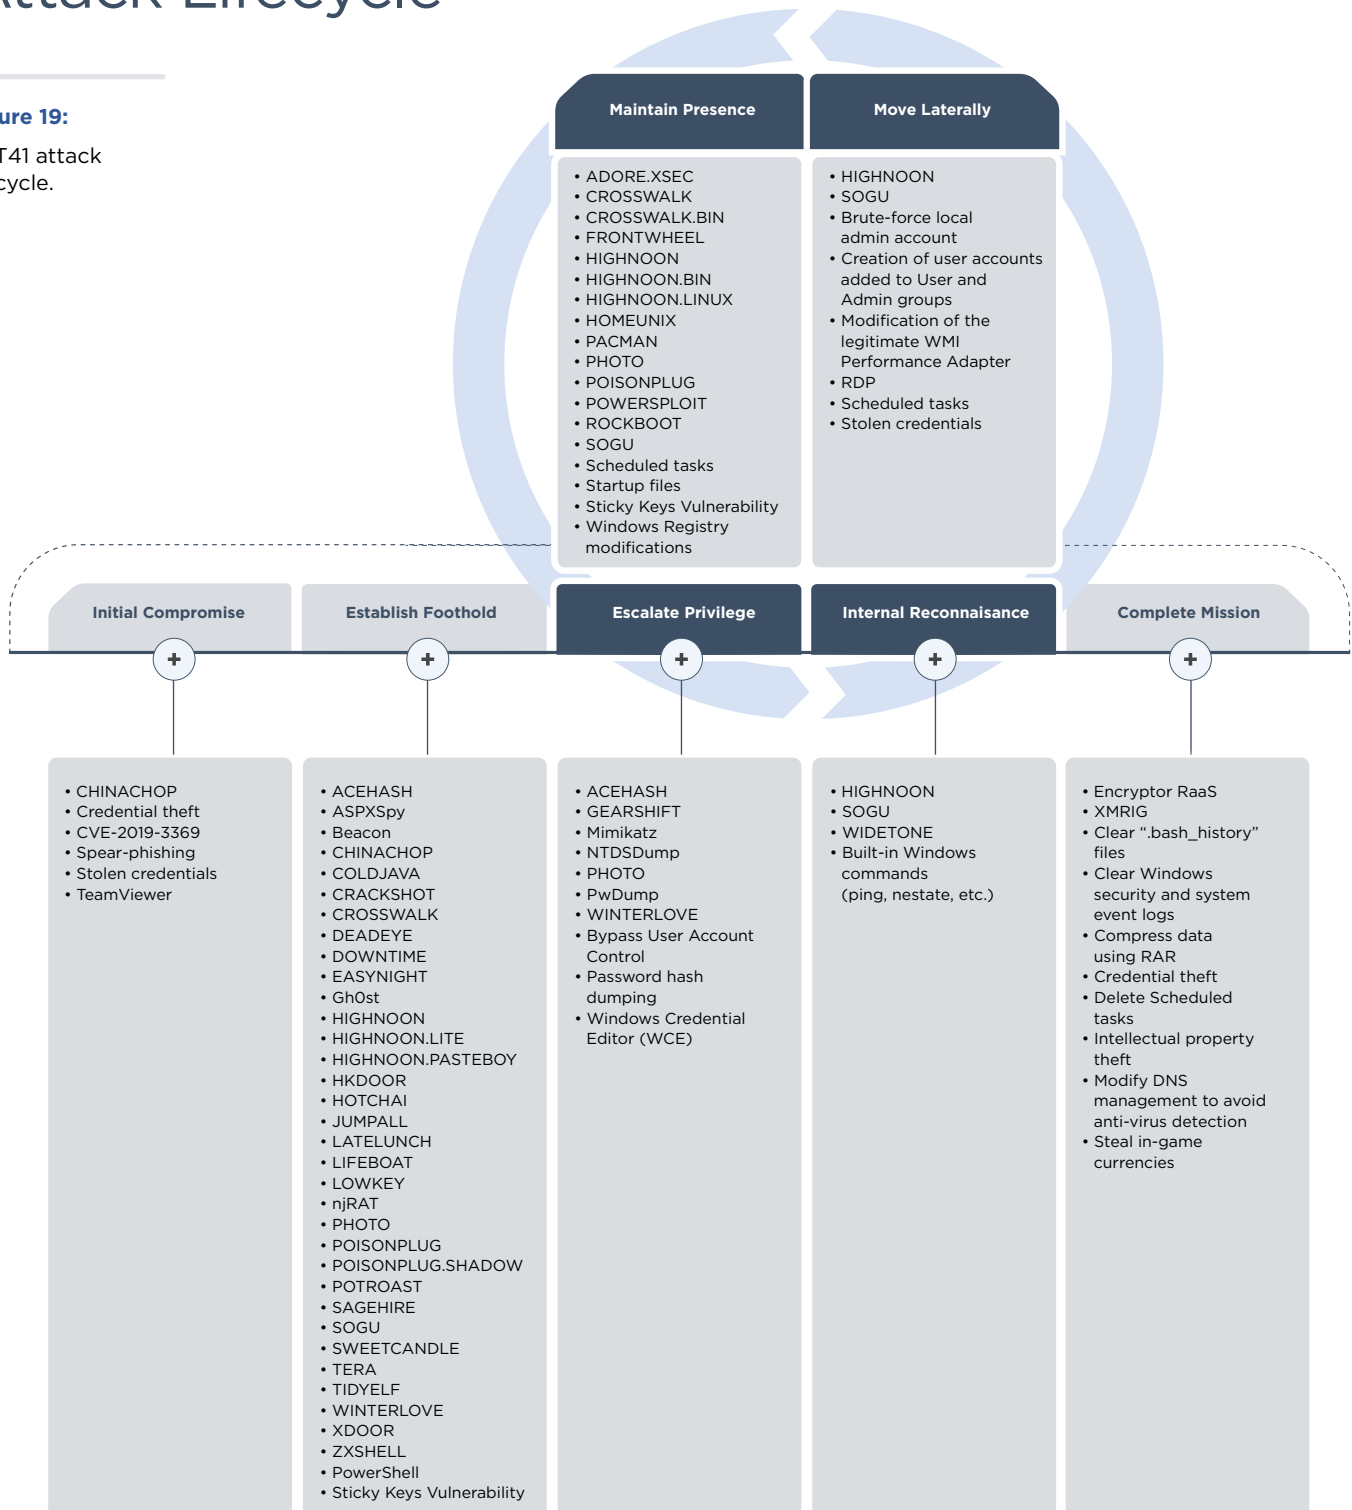 Attack Lifecycle
ure 19:
T41 attack
cycle.
Maintain Presence
• ADORE.XSEC
• CROSSWALK
• CROSSWALK.BIN
• FRONTWHEEL
• HIGHNOON
• HIGHNOON.BIN
• HIGHNOON.LINUX
• HOMEUNIX
• PACMAN
• PHOTO
• POISONPLUG
• POWERSPLOIT
• ROCKBOOT
• SOGU
• Scheduled tasks
• Startup files
• Sticky Keys Vulnerability
• Windows Registry
modifications
Move Laterally
• HIGHNOON
• SOGU
• Brute-force local
admin account
• Creation of user accounts
added to User and
Admin groups
• Modification of the
legitimate WMI
Performance Adapter
• RDP
• Scheduled tasks
• Stolen credentials
Initial Compromise
• CHINACHOP
• Credential theft
• CVE-2019-3369
• Spear-phishing
• Stolen credentials
• TeamViewer
Establish Foothold
• ACEHASH
• ASPXSpy
• Beacon
• CHINACHOP
• COLDJAVA
• CRACKSHOT
• CROSSWALK
• DEADEYE
• DOWNTIME
• EASYNIGHT
• Gh0st
• HIGHNOON
• HIGHNOON.LITE
• HIGHNOON.PASTEBOY
• HKDOOR
• HOTCHAI
• JUMPALL
• LATELUNCH
• LIFEBOAT
• LOWKEY
• njRAT
• PHOTO
• POISONPLUG
• POISONPLUG.SHADOW
• POTROAST
• SAGEHIRE
• SOGU
• SWEETCANDLE
• TERA
• TIDYELF
• WINTERLOVE
• XDOOR
• ZXSHELL
• PowerShell
• Sticky Keys Vulnerability
Escalate Privilege
• ACEHASH
• GEARSHIFT
• Mimikatz
• NTDSDump
• PHOTO
• PwDump
• WINTERLOVE
• Bypass User Account
Control
• Password hash
dumping
• Windows Credential
Editor (WCE)
Internal Reconnaisance
• HIGHNOON
• SOGU
• WIDETONE
• Built-in Windows
commands
(ping, nestate, etc.)
Complete Mission
• Encryptor RaaS
• XMRIG
• Clear “.bash_history”
files
• Clear Windows
security and system
event logs
• Compress data
using RAR
• Credential theft
• Delete Scheduled
tasks
• Intellectual property
theft
• Modify DNS
management to avoid
anti-virus detection
• Steal in-game
currencies